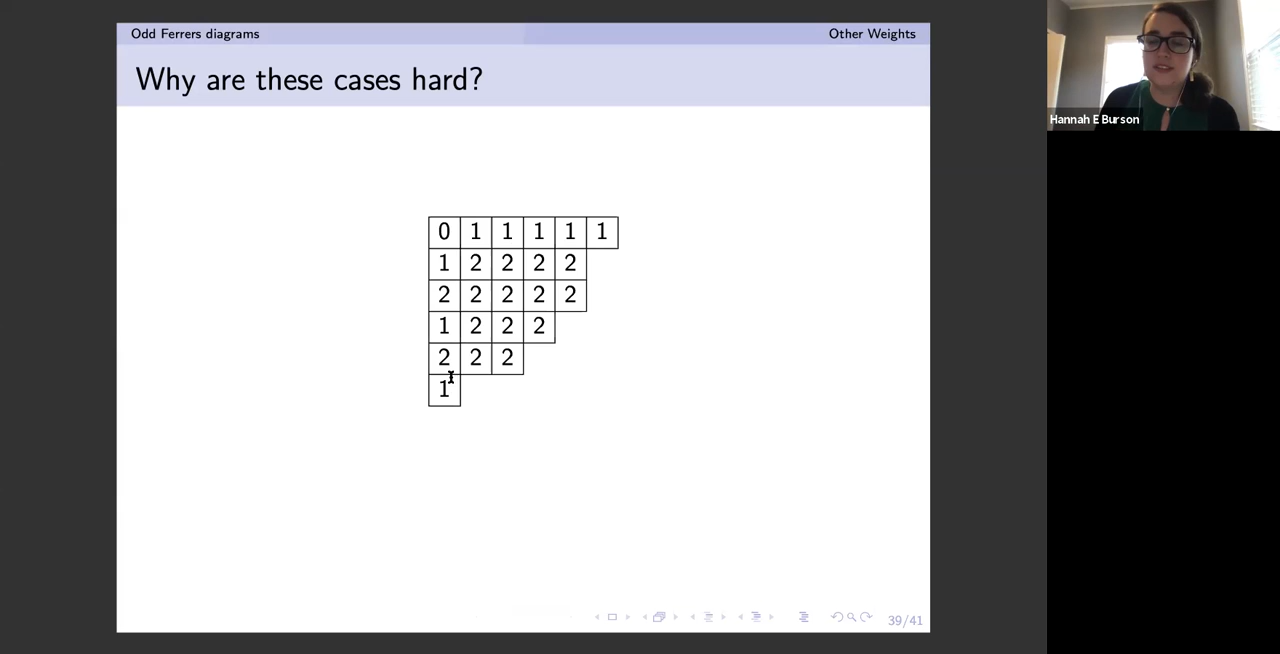 Odd Ferrers diagrams Other Weights
Why are these cases hard?
0 1 1 1 1 1
1 2 2 2 2
2 2 2 2 2
1 2 2 2
2 2 2
1
39/41
Hannah E Burson